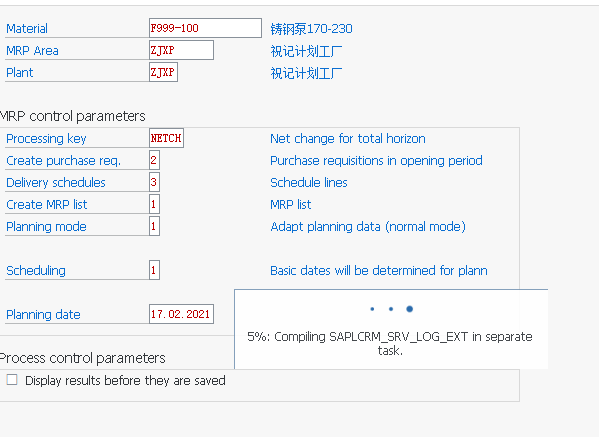 Material F999-100 铸钢泵170-230
MRP Area ZJXP 祝记计划工厂
Plant ZJXP 祝记计划工厂
MRP control parameters
Processing key NETCH Net change for total horizon
Create purchase req. 2 Purchase requisitions in opening period
Delivery schedules 3 Schedule lines
Create MRP list 1 MRP list
Planning mode 1 Adapt planning data (normal mode)
Scheduling 1 Basic dates will be determined for plann
Planning date 17.02.2021
5%: Compiling SAPLCRM_SRV_LOG_EXT in separate
task.
Process control parameters
Display results before they are saved